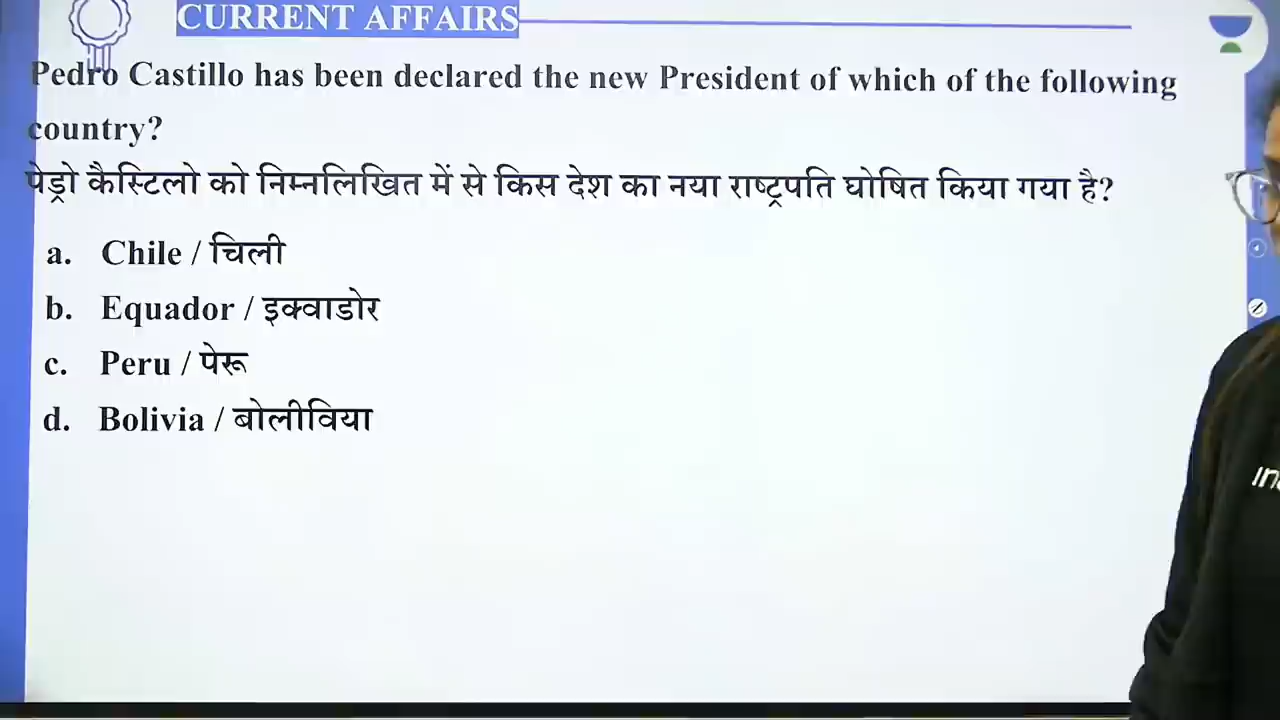 CURRENT AFFAIRS
Pedro Castillo has been declared the new President of which of the following
country?
पेड्रो कैस्टिलो को निम्नलिखित में से किस देश का नया राष्ट्रपति घोषित किया गया है?
a. Chile / चिली
b. Equador / इक्वाडोर
c. Peru / पेरू
d. Bolivia / बोलीविया